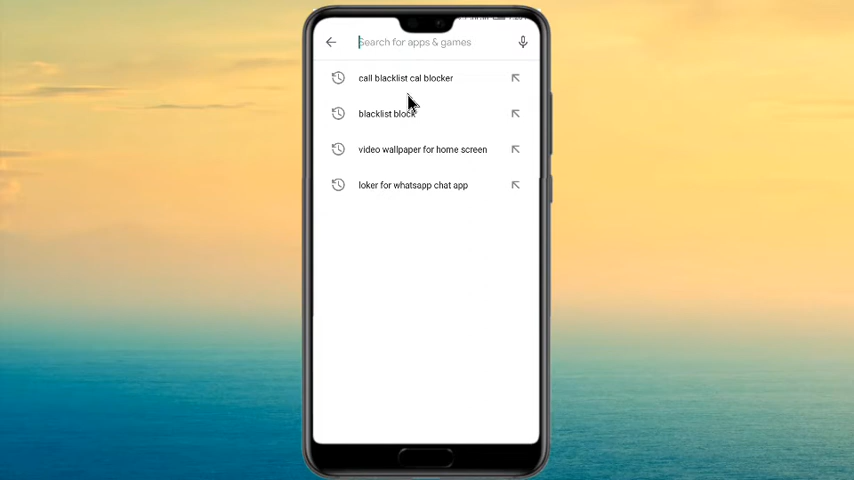 Search for apps & games
call blacklist cal blocker
blacklist block
video wallpaper for home screen
loker for whatsapp chat app